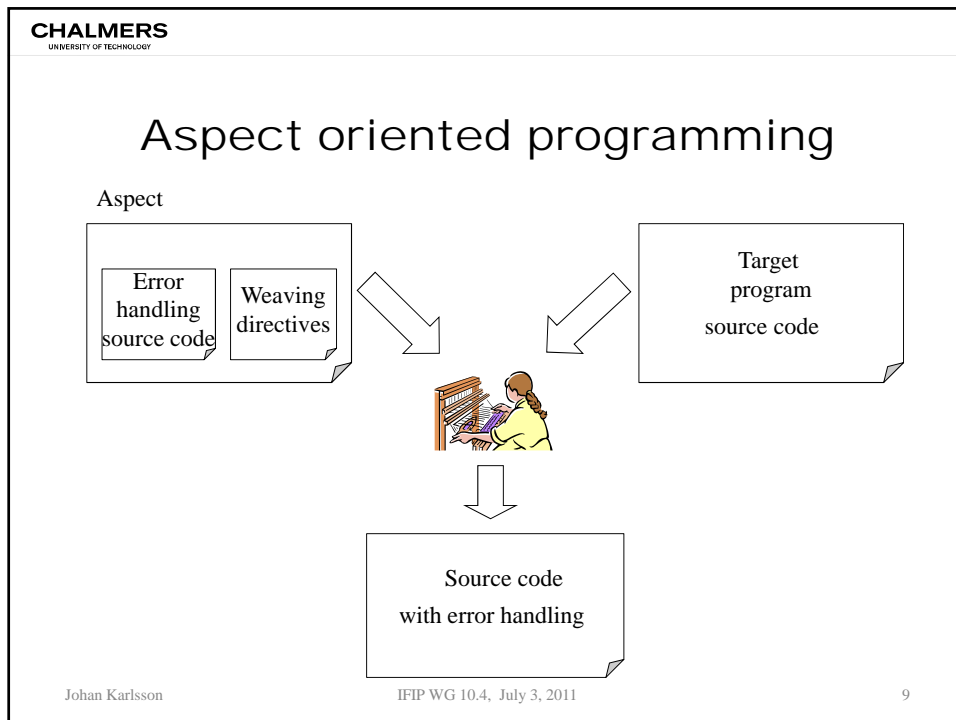 CHALMERS
UNIVERSITY OF TECHNOLOGY
Aspect oriented programming
Aspect
Error
handling
source code
Weaving
directives
Target
program
source code
Source code
with error handling
Johan Karlsson
IFIP WG 10.4, July 3, 2011
9